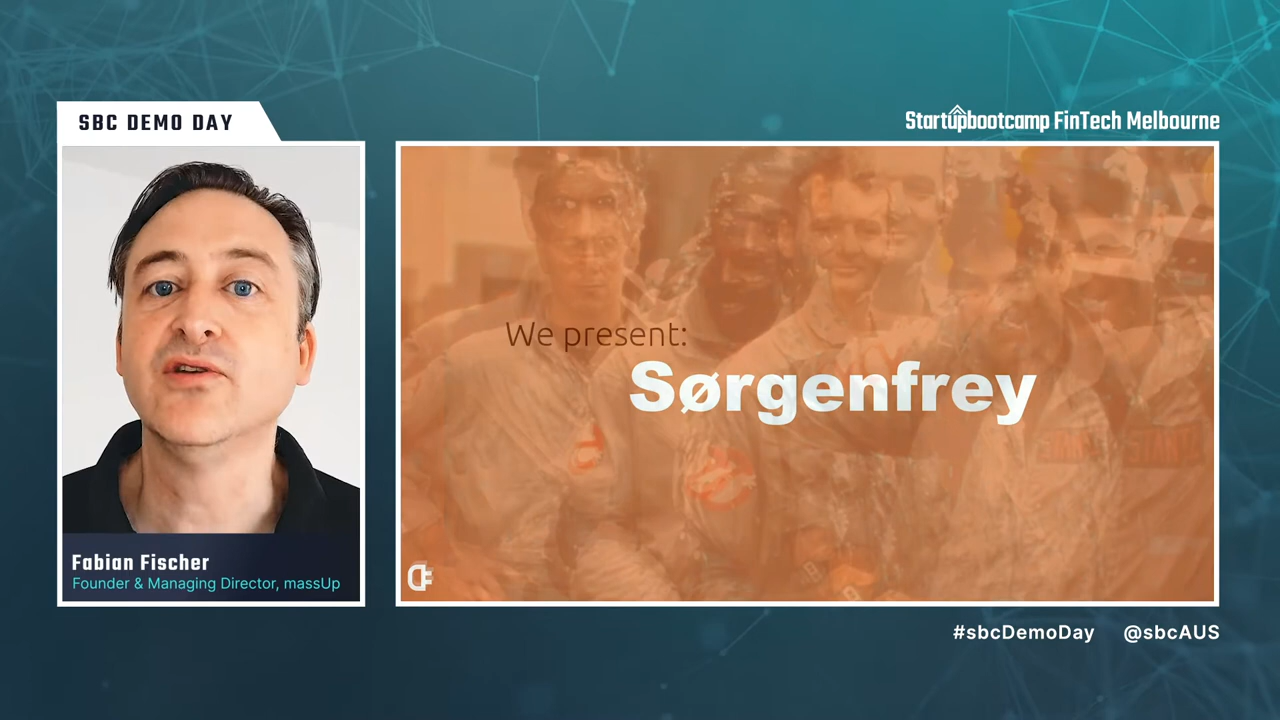 SBC DEMO DAY
Startupbootcamp FinTech Melbourne
We present:
Sørgenfrey
Fabian Fischer
Founder & Managing Director, massUp
#sbcDemoDay @sbcAUS